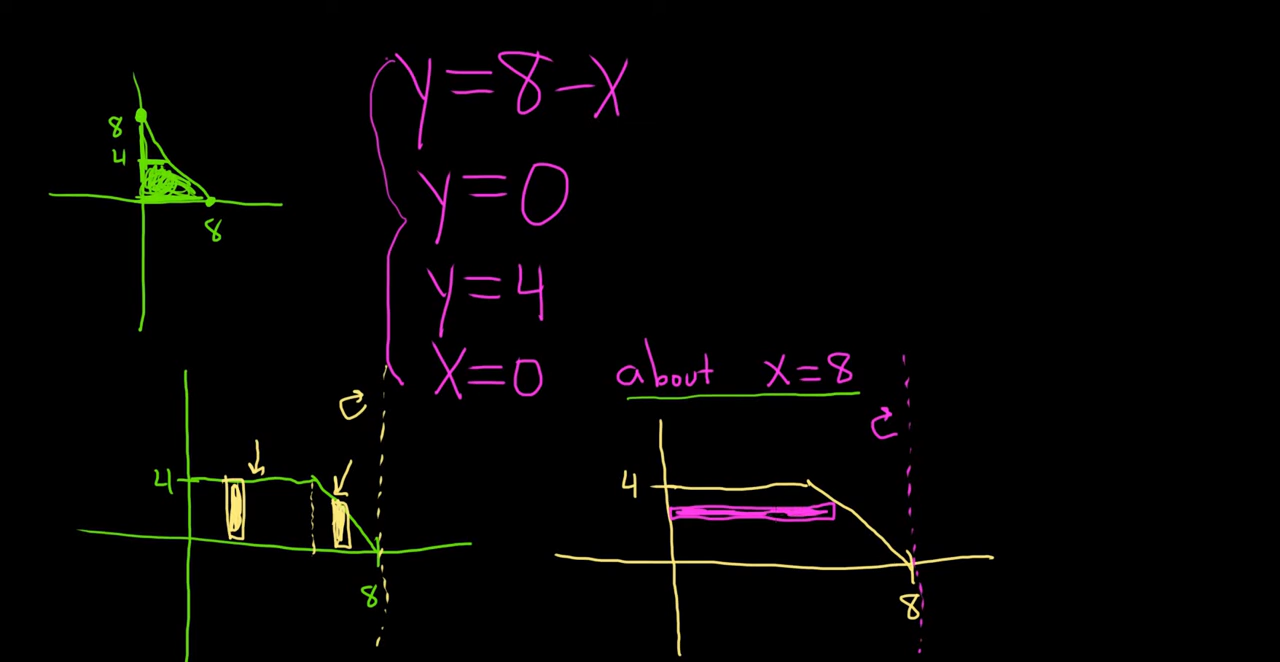 y = 8 - x
8
4
8
y = 0
y = 4
x = 0
about x = 8
4
8
4
8